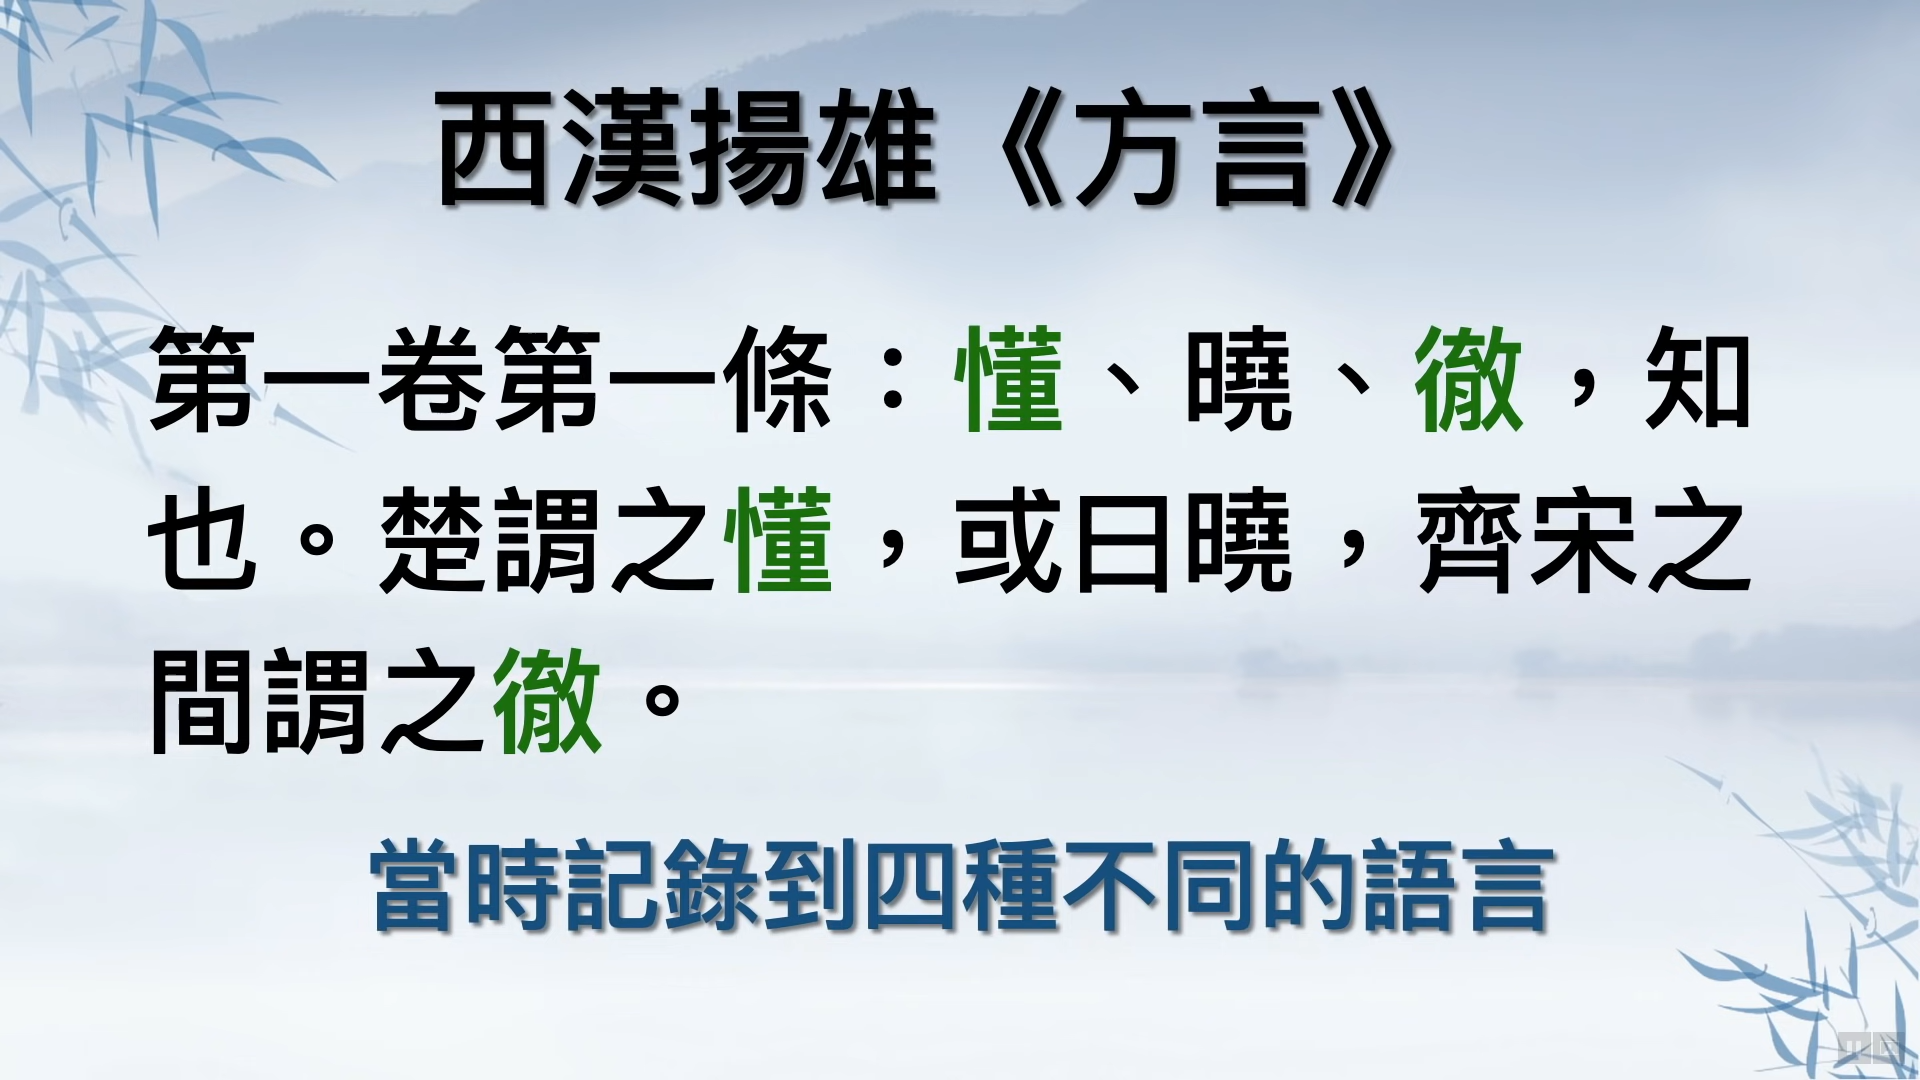 西漢揚雄《方言》
第一卷第一條：懂、曉、徹，知
也。楚謂之懂，或曰曉，齊宋之
間謂之徹。
當時記錄到四種不同的語言